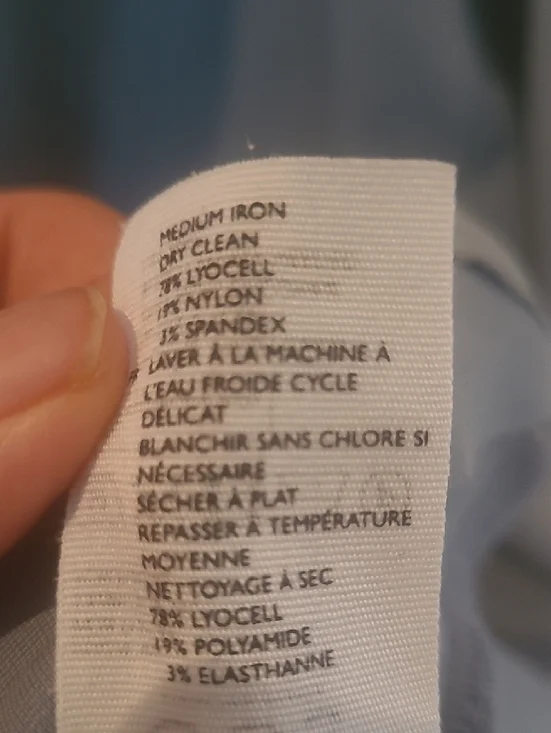 MEDIUM IRON
DRY CLEAN
78% LYOCELL
19% NYLON
3% SPANDEX
LAVER À LA MACHINE À
L'EAU FROIDE CYCLE
DÉLICAT
BLANCHIR SANS CHLORE SI
NÉCESSAIRE
SÉCHER À PLAT
REPASSER À TEMPÉRATURE
MOYENNE
NETTOYAGE À SEC
78% LYOCELL
19% POLYAMIDE
3% ELASTHANNE